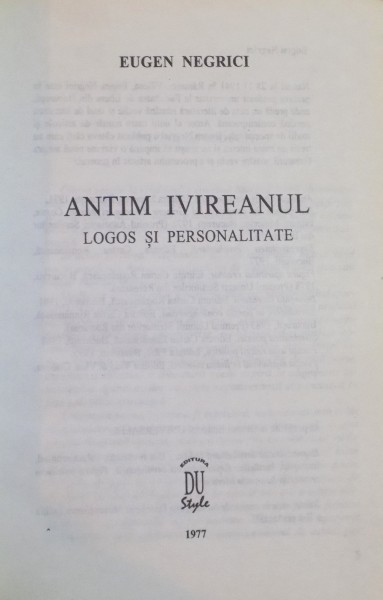 EUGEN NEGRICI
ANTIM IVIREANUL
LOGOS ȘI PERSONALITATE
EDITURA
DU
Style
1977